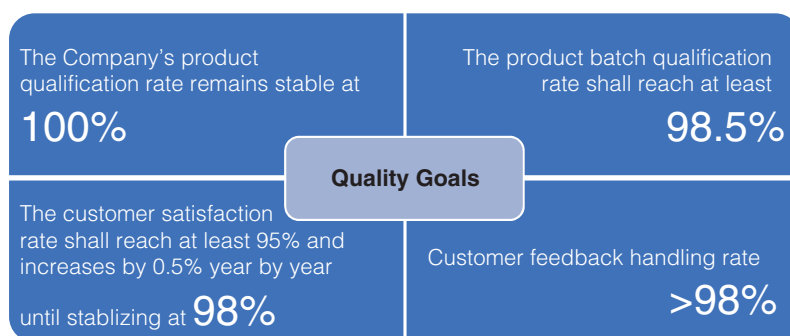 The Company's product
qualification rate remains stable at
100%
The product batch qualification
rate shall reach at least
98.5%
Quality Goals
The customer satisfaction
rate shall reach at least 95% and
increases by 0.5% year by year
until stablizing at 98%
Customer feedback handling rate
>98%